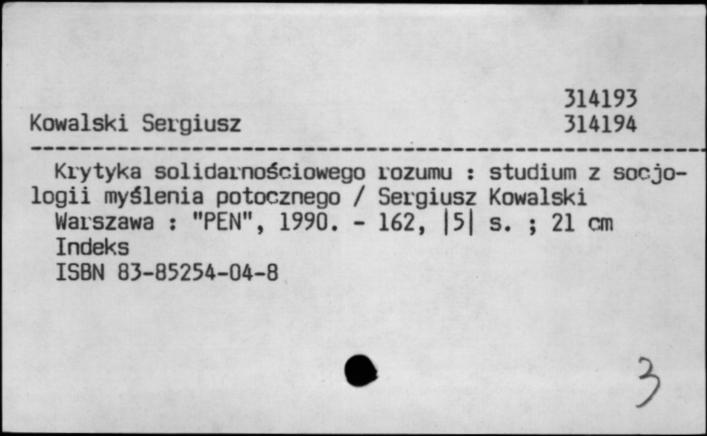 314193
Kowalski Sergiusz 314194
Krytyka solidarnościowego rozumu : studium z socjo-
logii myślenia potocznego / Sergiusz Kowalski
Warszawa : "PEN", 1990. - 162, |5| s. ; 21 cm
Indeks
ISBN 83-85254-04-8
3